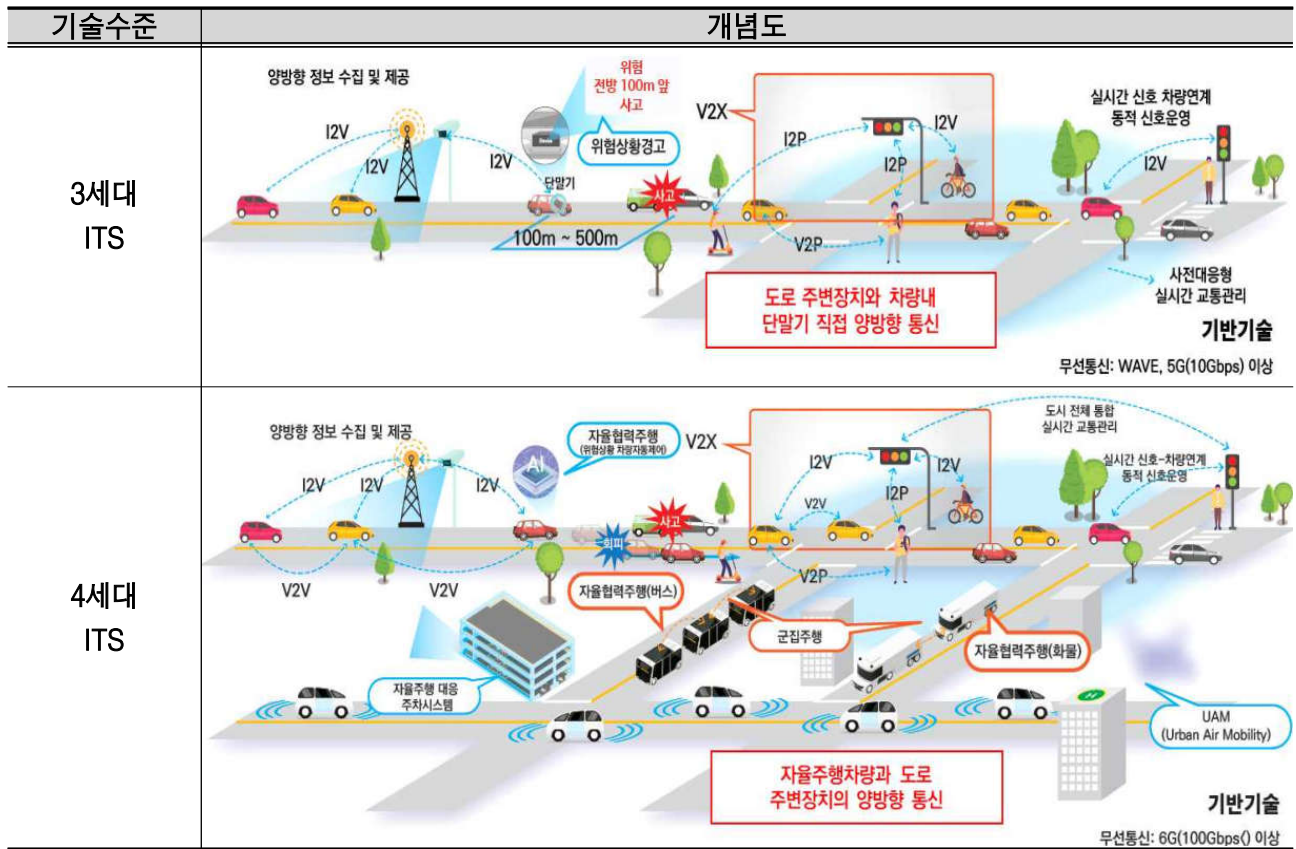 기술수준
개념도
3세대
ITS
양방향 정보 수집 및 제공
I2V
I2V
I2V
위험
전방 100m 앞
사고
위험상황경고
단말기
사고
100m ~ 500m
V2X
I2P
I2V
I2P
V2P
실시간 신호 차량연계
동적 신호운영
I2V
사전대응형
실시간 교통관리
도로 주변장치와 차량내
단말기 직접 양방향 통신
기반기술
무선통신: WAVE, 5G(10Gbps) 이상
4세대
ITS
양방향 정보 수집 및 제공
I2V
I2V
I2V
V2V
V2V
AI
자율협력주행
(위험상황 차량자동제어)
V2X
사고
회피
I2V
I2V
I2P
V2V
V2P
도시 전체 통합
실시간 교통관리
실시간 신호-차량연계
동적 신호운영
자율협력주행(버스)
군집주행
자율협력주행(화물)
자율주행 대응
주차시스템
H
UAM
(Urban Air Mobility)
자율주행차량과 도로
주변장치의 양방향 통신
기반기술
무선통신: 6G(100Gbps() 이상